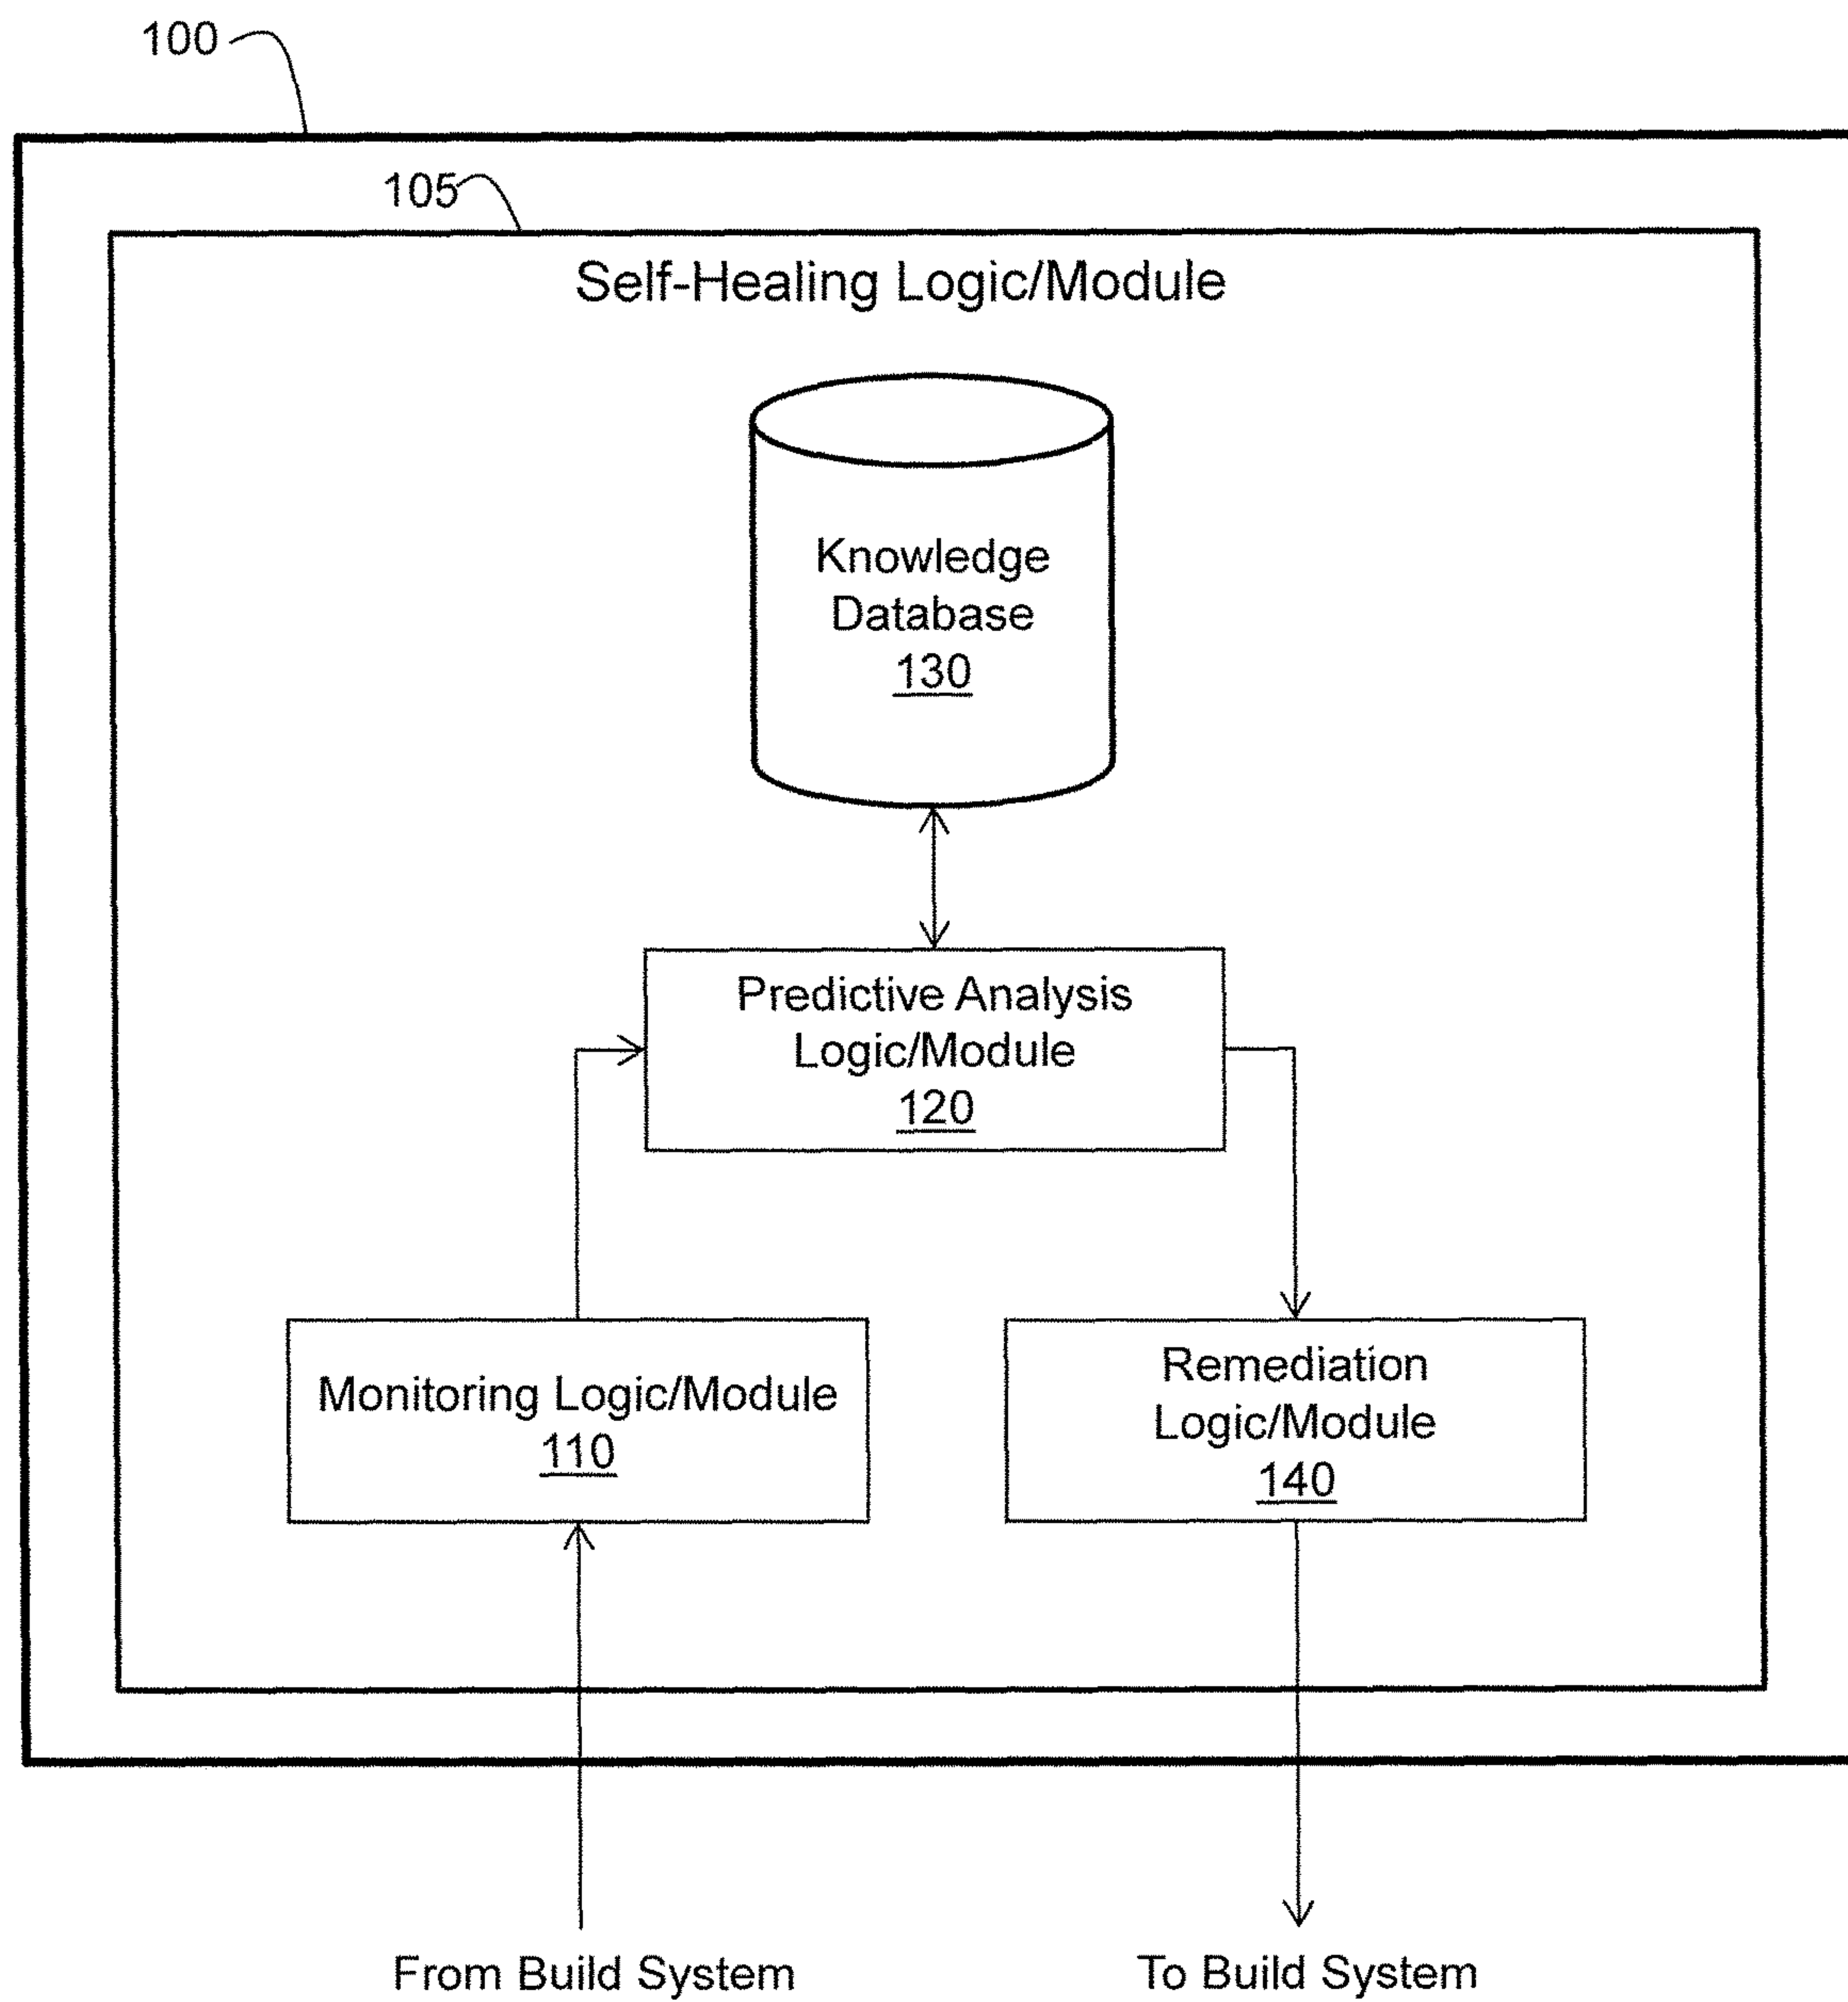 100
105
Self-Healing Logic/Module
Knowledge
Database
130
Predictive Analysis
Logic/Module
120
Monitoring Logic/Module
110
Remediation
Logic/Module
140
From Build System
To Build System